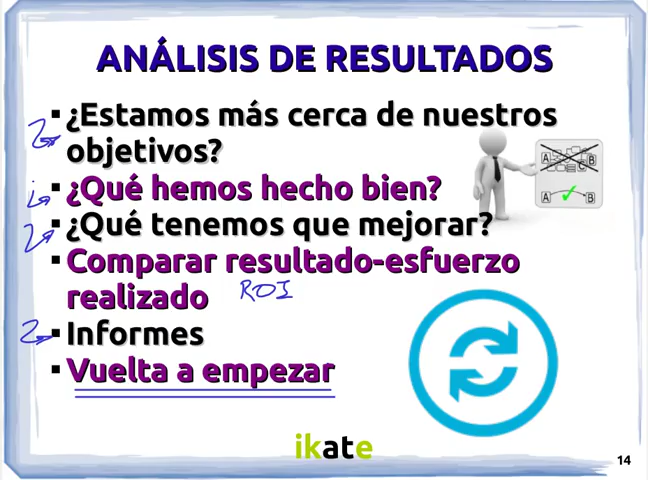 ANÁLISIS DE RESULTADOS
▪ ¿Estamos más cerca de nuestros
objetivos?
▪ ¿Qué hemos hecho bien?
▪ ¿Qué tenemos que mejorar?
▪ Comparar resultado-esfuerzo
realizado ROI
▪ Informes
▪ Vuelta a empezar
A C B
A B
ikate
14